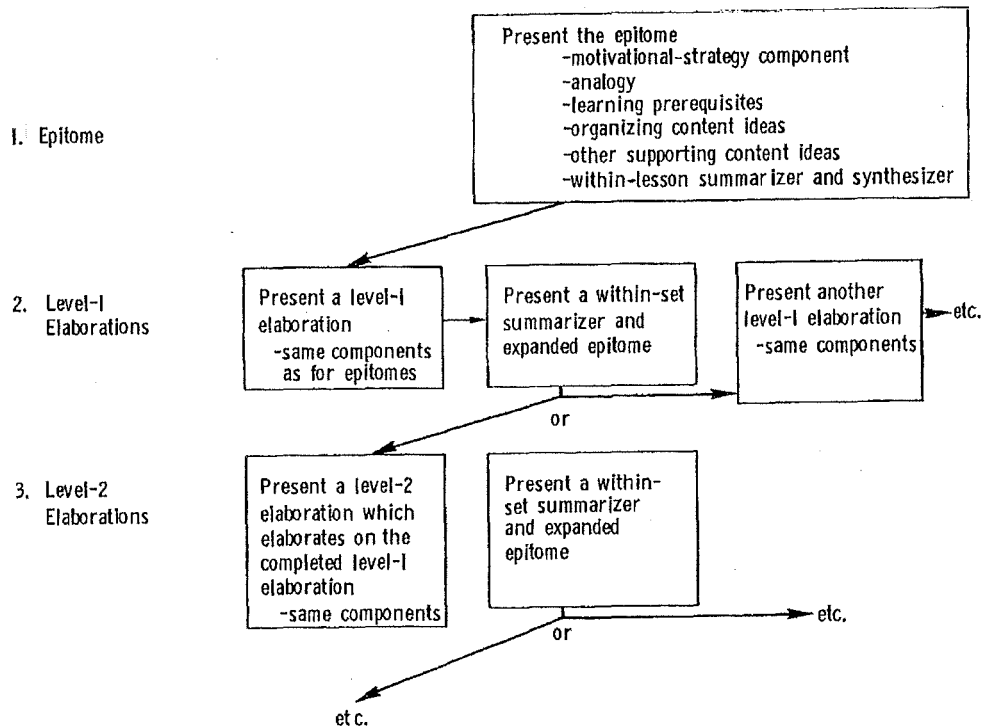 Present the epitome
-motivational-strategy component
-analogy
-learning prerequisites
-organizing content ideas
-other supporting content ideas
-within-lesson summarizer and synthesizer
1. Epitome
2. Level-1
Elaborations
Present a level-1
elaboration
-same components
as for epitomes
Present a within-set
summarizer and
expanded epitome
Present another
level-1 elaboration
-same components
etc.
or
3. Level-2
Elaborations
Present a level-2
elaboration which
elaborates on the
completed level-1
elaboration
-same components
Present a within-
set summarizer
and expanded
epitome
or
etc.
etc.